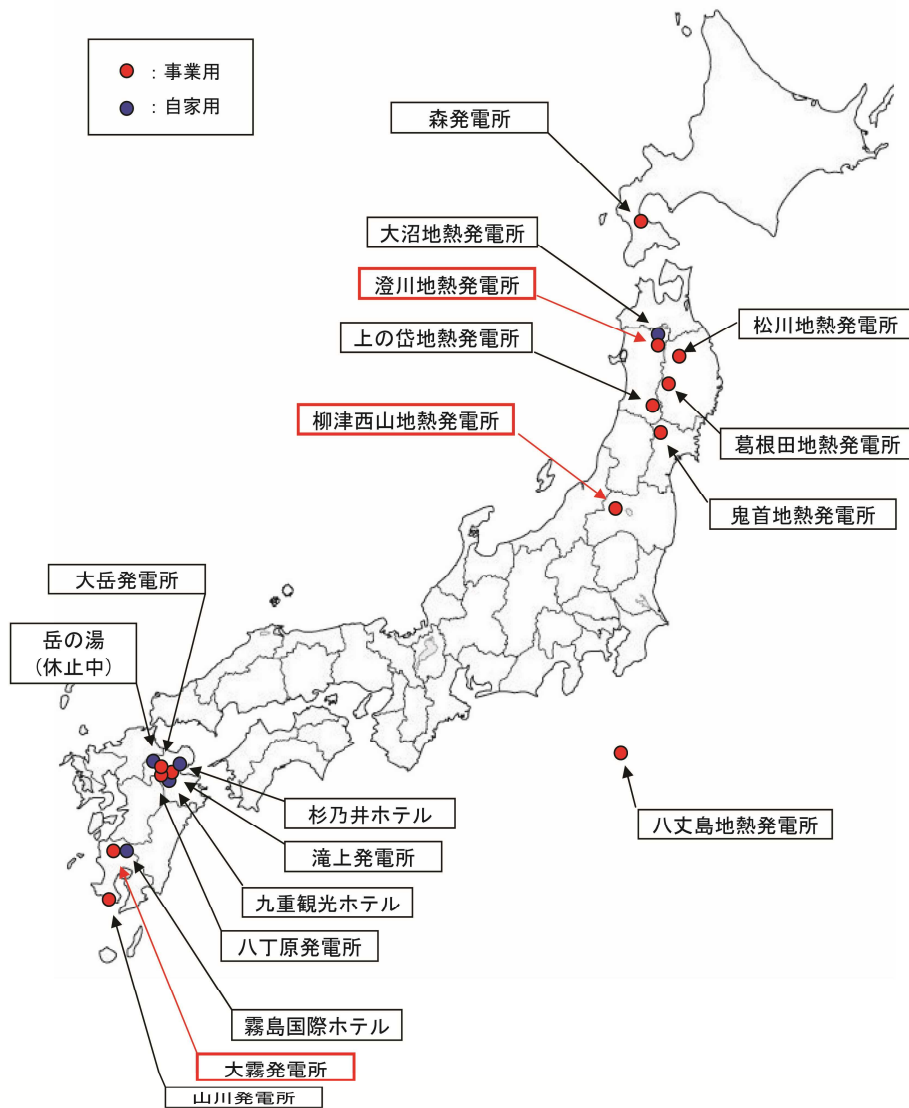 ：事業用
：自家用
森発電所
大沼地熱発電所
澄川地熱発電所
上の岱地熱発電所
松川地熱発電所
柳津西山地熱発電所
葛根田地熱発電所
鬼首地熱発電所
大岳発電所
岳の湯
（休止中）
杉乃井ホテル
八丈島地熱発電所
滝上発電所
九重観光ホテル
八丁原発電所
霧島国際ホテル
大霧発電所
山川発電所